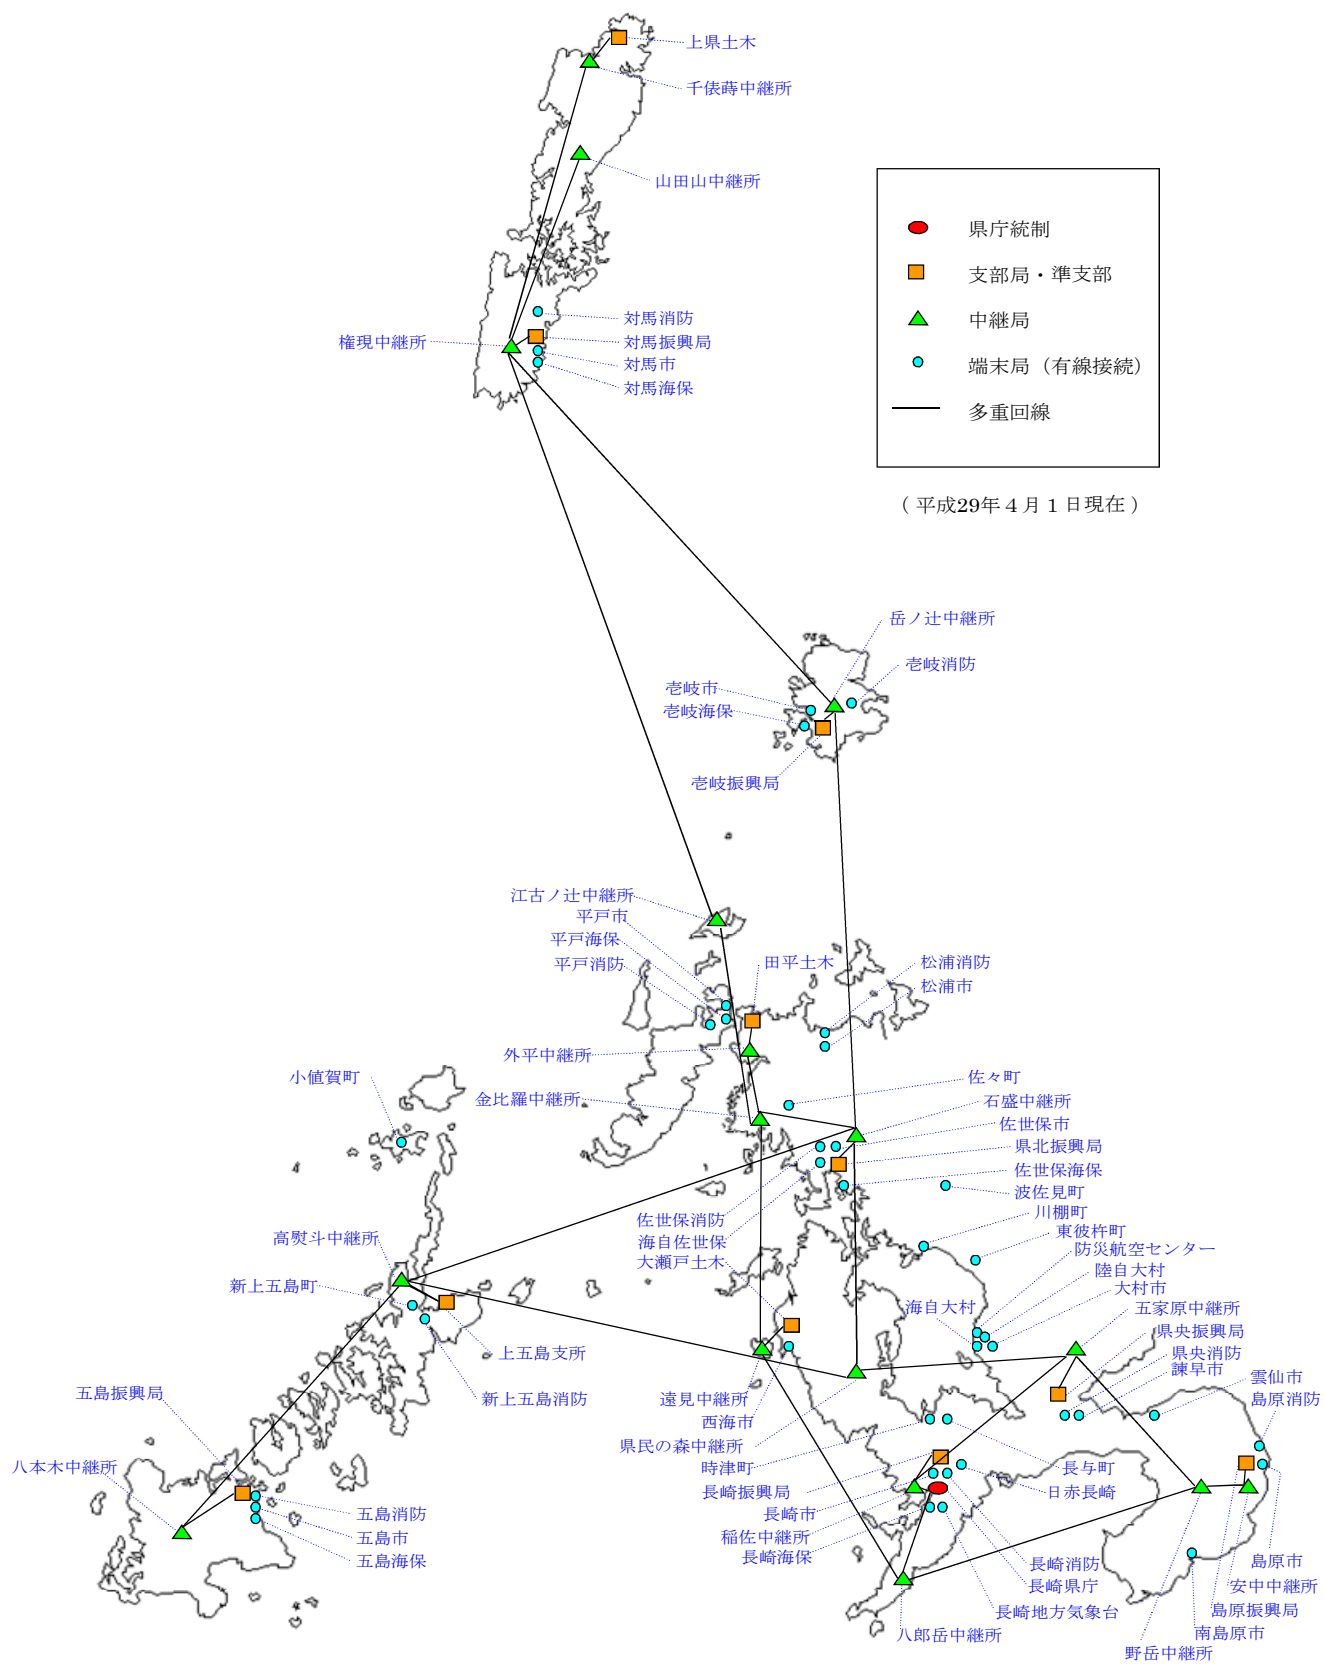 上県土木
千俵蒔中継所
山田山中継所
県庁統制
支部局・準支部
中継局
端末局（有線接続）
多重回線
（ 平成29年４月１日現在 ）
対馬消防
権現中継所
対馬振興局
対馬市
対馬海保
岳ノ辻中継所
壱岐消防
壱岐市
壱岐海保
壱岐振興局
江古ノ辻中継所
平戸市
平戸海保
平戸消防
田平土木
松浦消防
松浦市
外平中継所
小値賀町
金比羅中継所
佐々町
石盛中継所
佐世保市
県北振興局
佐世保海保
波佐見町
川棚町
佐世保消防
東彼杵町
高熨斗中継所
海自佐世保
防災航空センター
大瀬戸土木
陸自大村
新上五島町
大村市
海自大村
五家原中継所
県央振興局
上五島支所
県央消防
諫早市
雲仙市
五島振興局
新上五島消防
遠見中継所
島原消防
西海市
県民の森中継所
八本木中継所
時津町
長与町
長崎振興局
日赤長崎
五島消防
長崎市
五島市
稲佐中継所
五島海保
長崎海保
長崎消防
島原市
長崎県庁
安中中継所
長崎地方気象台
島原振興局
八郎岳中継所
南島原市
野岳中継所